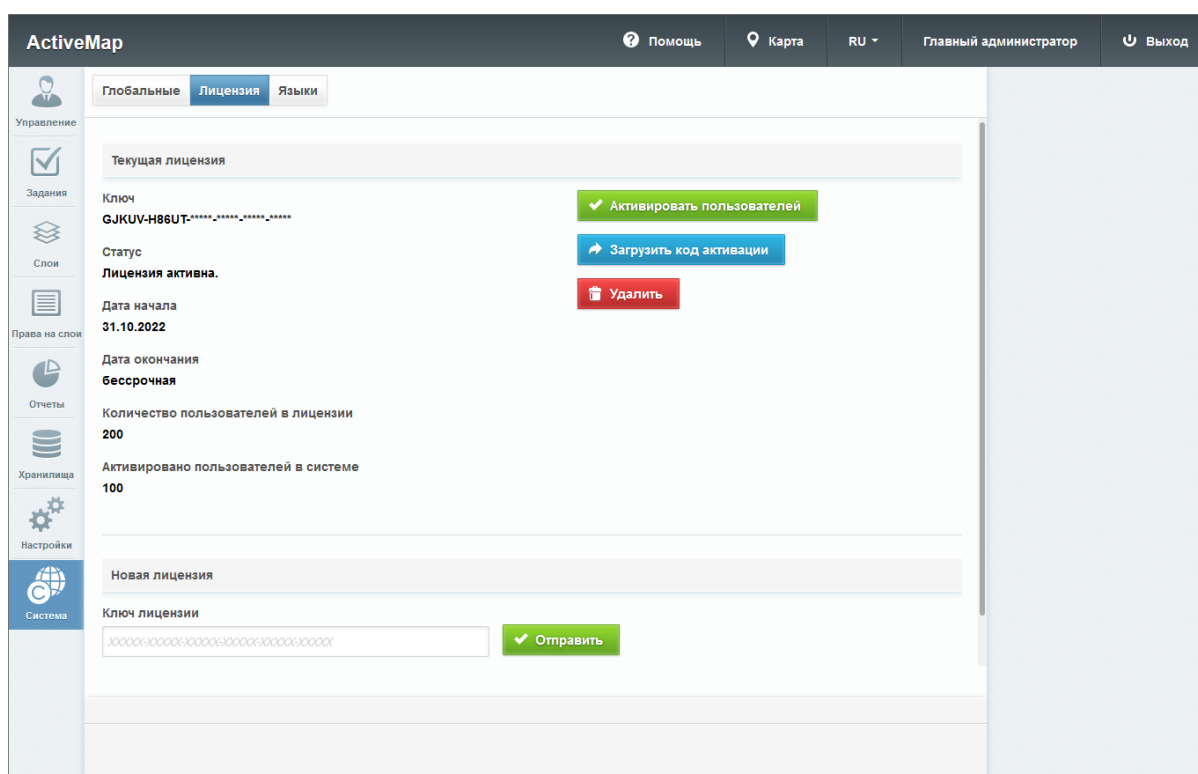 ActiveMap
Помощь
Карта
RU
Главный администратор
Выход
Управление
Задания
Слои
Права на слои
Отчеты
Хранилища
Настройки
Система
Глобальные
Лицензия
Языки
Текущая лицензия
Ключ
GJKUV-H86UT-*****-*****-*****-*****
Статус
Лицензия активна.
Дата начала
31.10.2022
Дата окончания
бессрочная
Количество пользователей в лицензии
200
Активировано пользователей в системе
100
Активировать пользователей
Загрузить код активации
Удалить
Новая лицензия
Ключ лицензии
XXXXX-XXXXX-XXXXX-XXXXX-XXXXX-XXXXX
Отправить